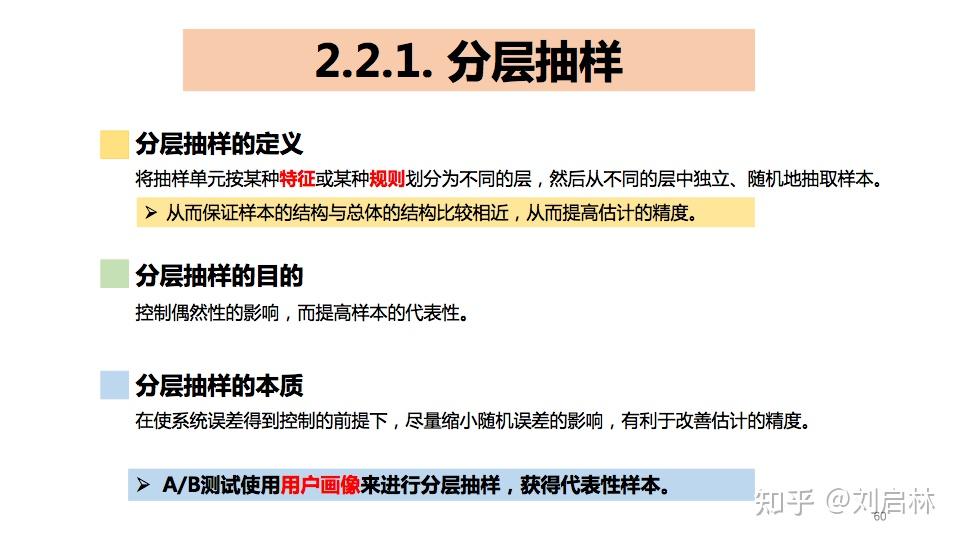 2.2.1. 分层抽样
分层抽样的定义
将抽样单元按某种特征或某种规则划分为不同的层，然后从不同的层中独立、随机地抽取样本。
➢ 从而保证样本的结构与总体的结构比较相近，从而提高估计的精度。
分层抽样的目的
控制偶然性的影响，而提高样本的代表性。
分层抽样的本质
在使系统误差得到控制的前提下，尽量缩小随机误差的影响，有利于改善估计的精度。
➢ A/B测试使用用户画像来进行分层抽样，获得代表性样本。
知乎 @刘启林
60